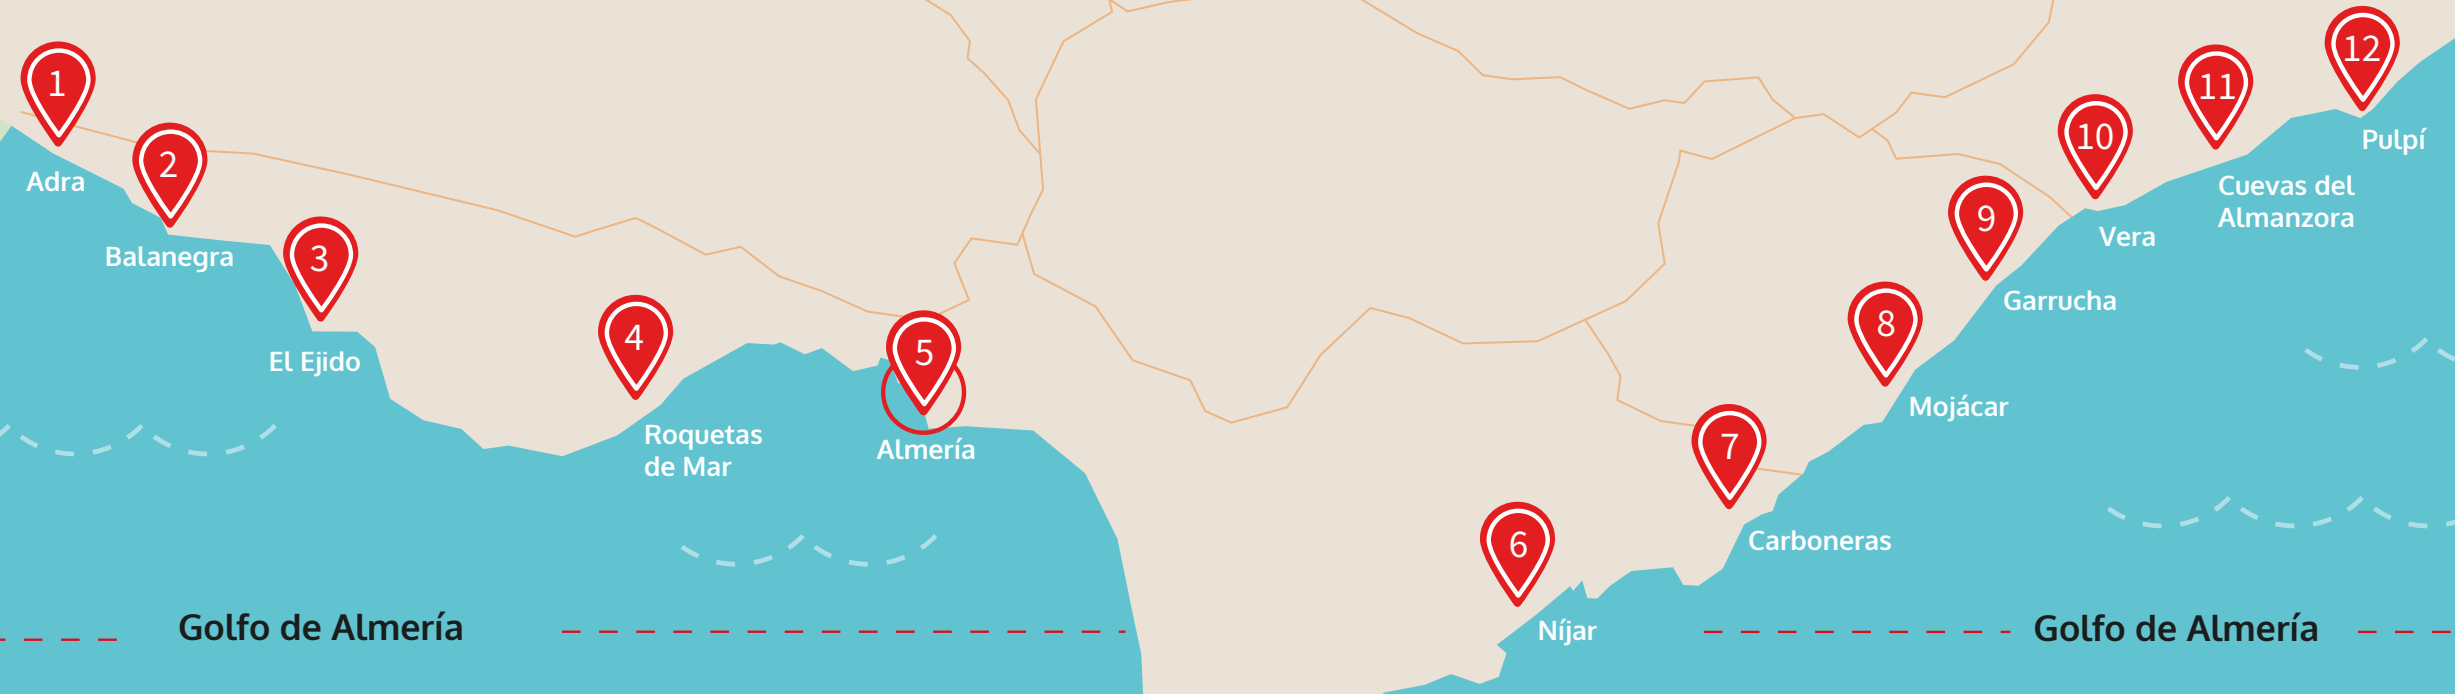 1
Adra
2
Balanegra
3
El Ejido
4
Roquetas
de Mar
5
Almería
6
Níjar
7
Carboneras
8
Mojácar
9
Garrucha
10
Vera
11
Cuevas del
Almanzora
12
Pulpí
Golfo de Almería
Golfo de Almería